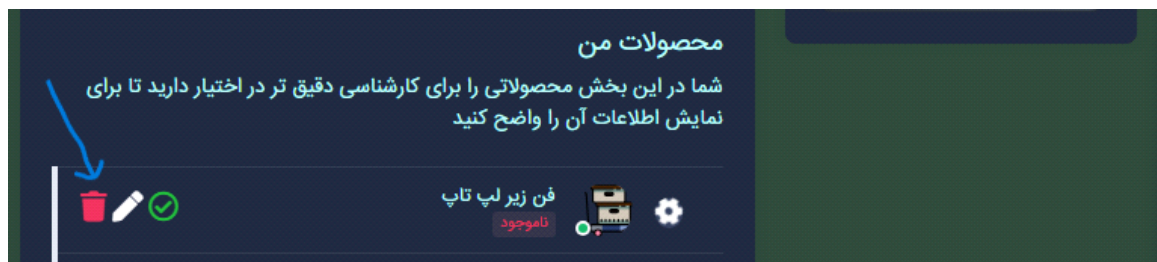 محصولات من
شما در این بخش محصولاتی را برای کارشناسی دقیق تر در اختیار دارید تا برای
نمایش اطلاعات آن را واضح کنید
فن زیر لپ تاپ
ناموجود